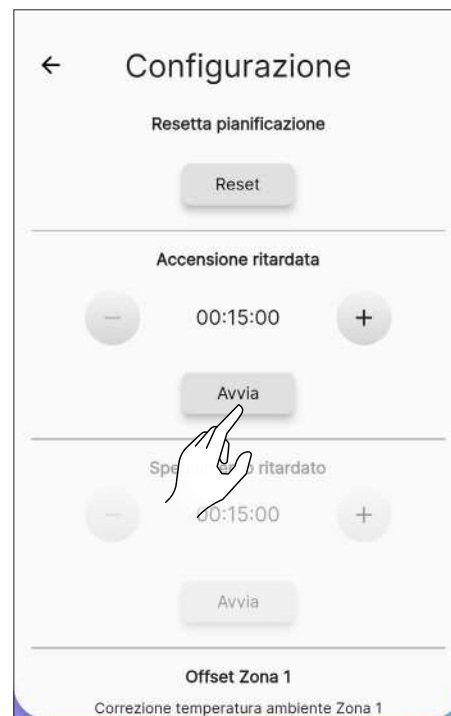 Configurazione
Resetta pianificazione
Reset
Accensione ritardata
00:15:00
Avvia
ritardato
00:15:00
Avvia
Offset Zona 1
Correzione temperatura ambiente Zona 1